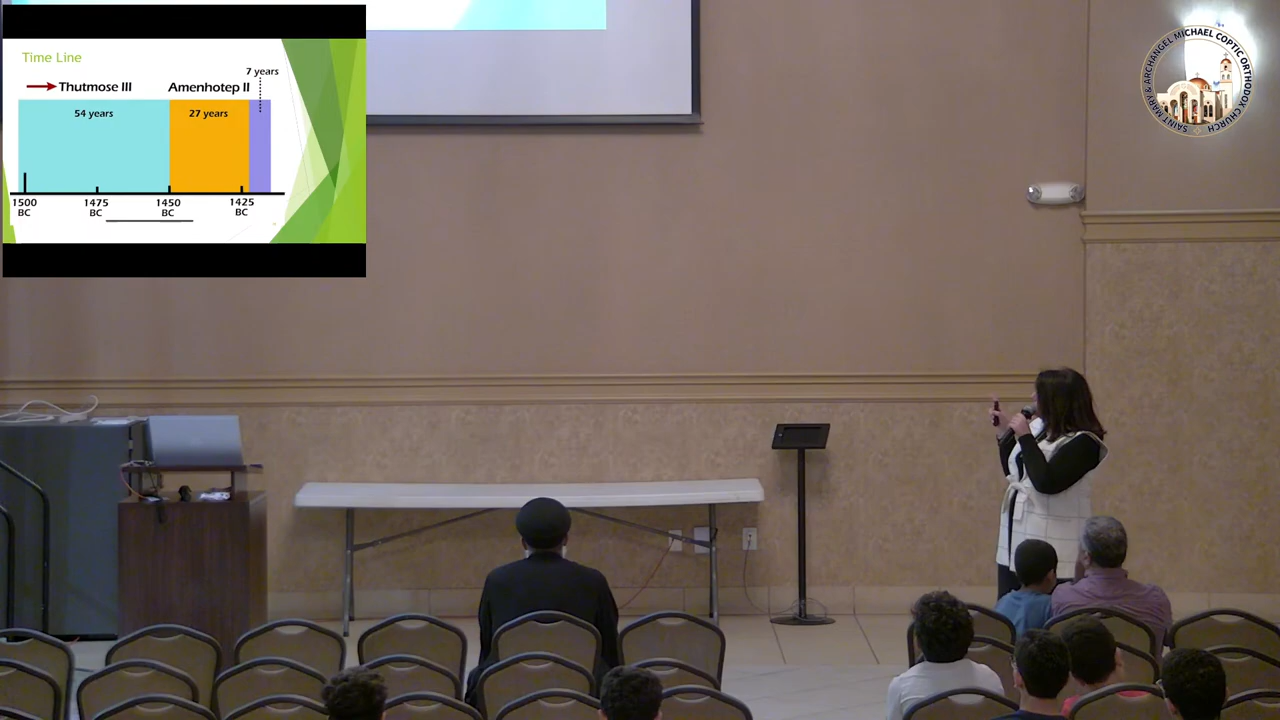 Time Line
7 years
Thutmose III
Amenhotep II
54 years
27 years
1500
BC
1475
BC
1450
BC
1425
BC
SAINT MARY & ARCHANGEL MICHAEL COPTIC ORTHODOX CHURCH